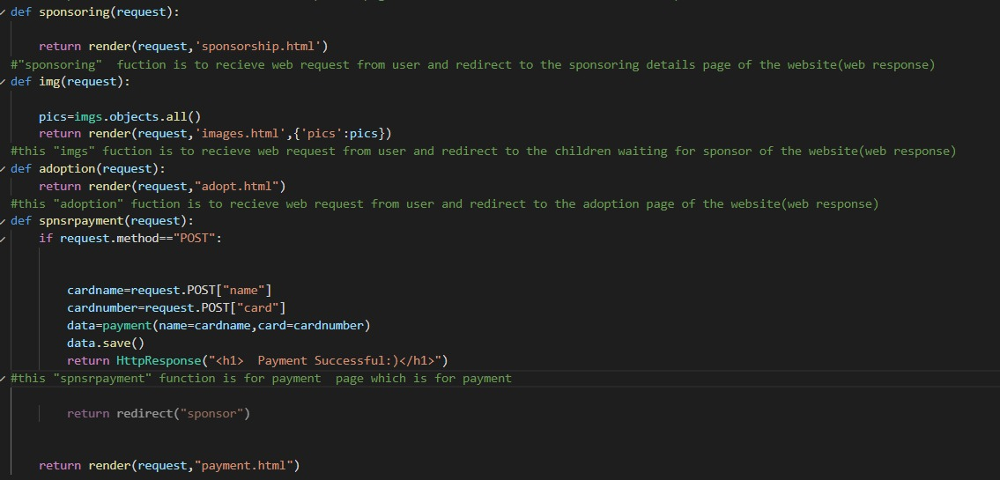 def sponsoring(request):
    return render(request,'sponsorship.html')
#"sponsoring"  fuction is to recieve web request from user and redirect to the sponsoring details page of the website(web response)
def img(request):
    pics=imgs.objects.all()
    return render(request,'images.html',{'pics':pics})
#this "imgs" fuction is to recieve web request from user and redirect to the children waiting for sponsor of the website(web response)
def adoption(request):
    return render(request,"adopt.html")
#this "adoption" fuction is to recieve web request from user and redirect to the adoption page of the website(web response)
def spnsrpayment(request):
    if request.method=="POST":
        cardname=request.POST["name"]
        cardnumber=request.POST["card"]
        data=payment(name=cardname,card=cardnumber)
        data.save()
        return HttpResponse("<h1>  Payment Successful:)</h1>")
#this "spnsrpayment" function is for payment  page which is for payment
        return redirect("sponsor")
    return render(request,"payment.html")